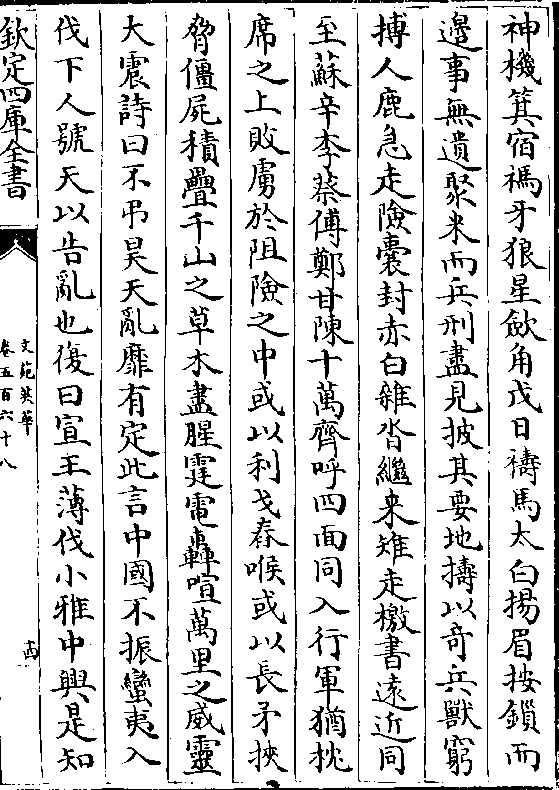 神機箕宿禡牙狼星斂角戊日禱馬太白揚眉按鎖而
邊事無遺聚米而兵刑盡見披其要地擣以奇兵獸窮
搏人鹿急走險囊封赤白雜沓繼来雉走檄書遠近同
至蘇辛李蔡傅鄭甘陳十萬齊呼四面同入行軍猶枕
席之上敗虜於阻險之中或以利戈舂喉或以長矛挾
脅僵屍積疊千山之草木盡腥霆電轟喧萬里之威靈
大震詩曰不弔昊天亂靡有定此言中國不振蠻夷入
伐下人號天以告亂也復曰宣王薄伐小雅中興是知
欽定四庫全書
文苑英華
卷五百六十八
十四